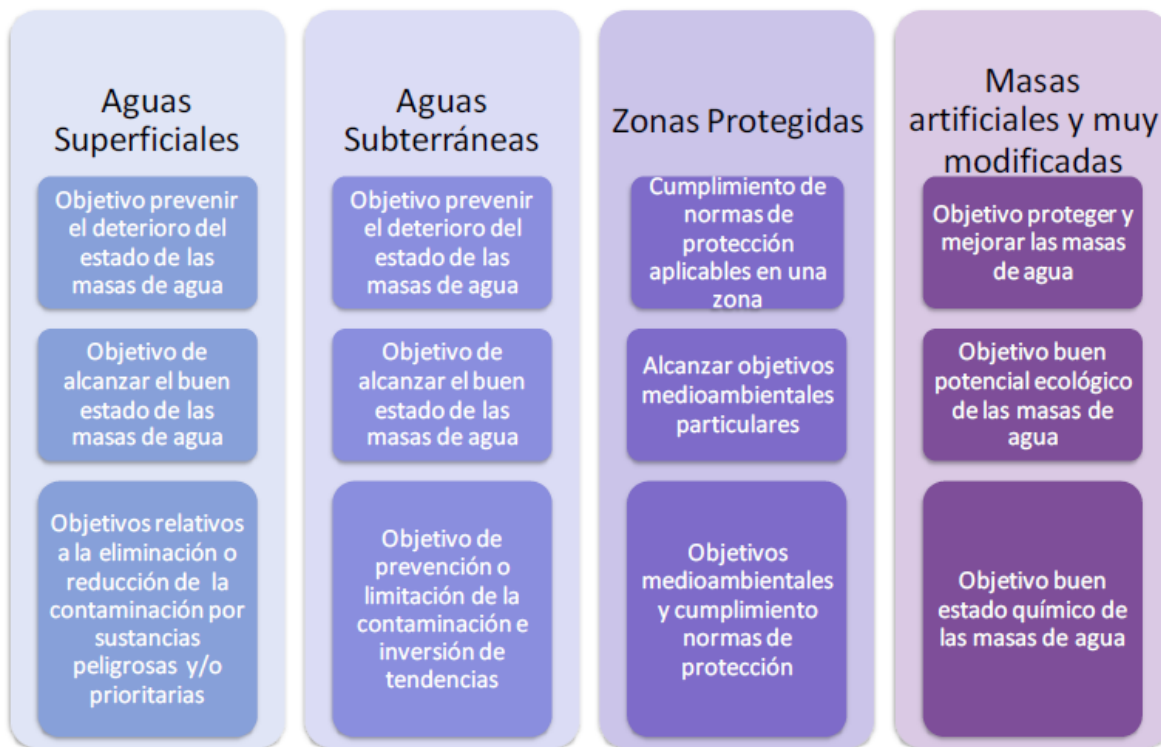 Aguas
Superficiales
Objetivo prevenir
el deterioro del
estado de las
masas de agua
Objetivo de
alcanzar el buen
estado de las
masas de agua
Objetivos relativos
a la eliminación o
reducción de la
contaminación por
sustancias
peligrosas y/o
prioritarias
Aguas
Subterráneas
Objetivo prevenir
el deterioro del
estado de las
masas de agua
Objetivo de
alcanzar el buen
estado de las
masas de agua
Objetivo de
prevención o
limitación de la
contaminación e
inversión de
tendencias
Zonas Protegidas
Cumplimiento de
normas de
protección
aplicables en una
zona
Alcanzar objetivos
medioambientales
particulares
Objetivos
medioambientales
y cumplimiento
normas de
protección
Masas
artificiales y muy
modificadas
Objetivo proteger y
mejorar las masas
de agua
Objetivo buen
potencial ecológico
de las masas de
agua
Objetivo buen
estado químico de
las masas de agua